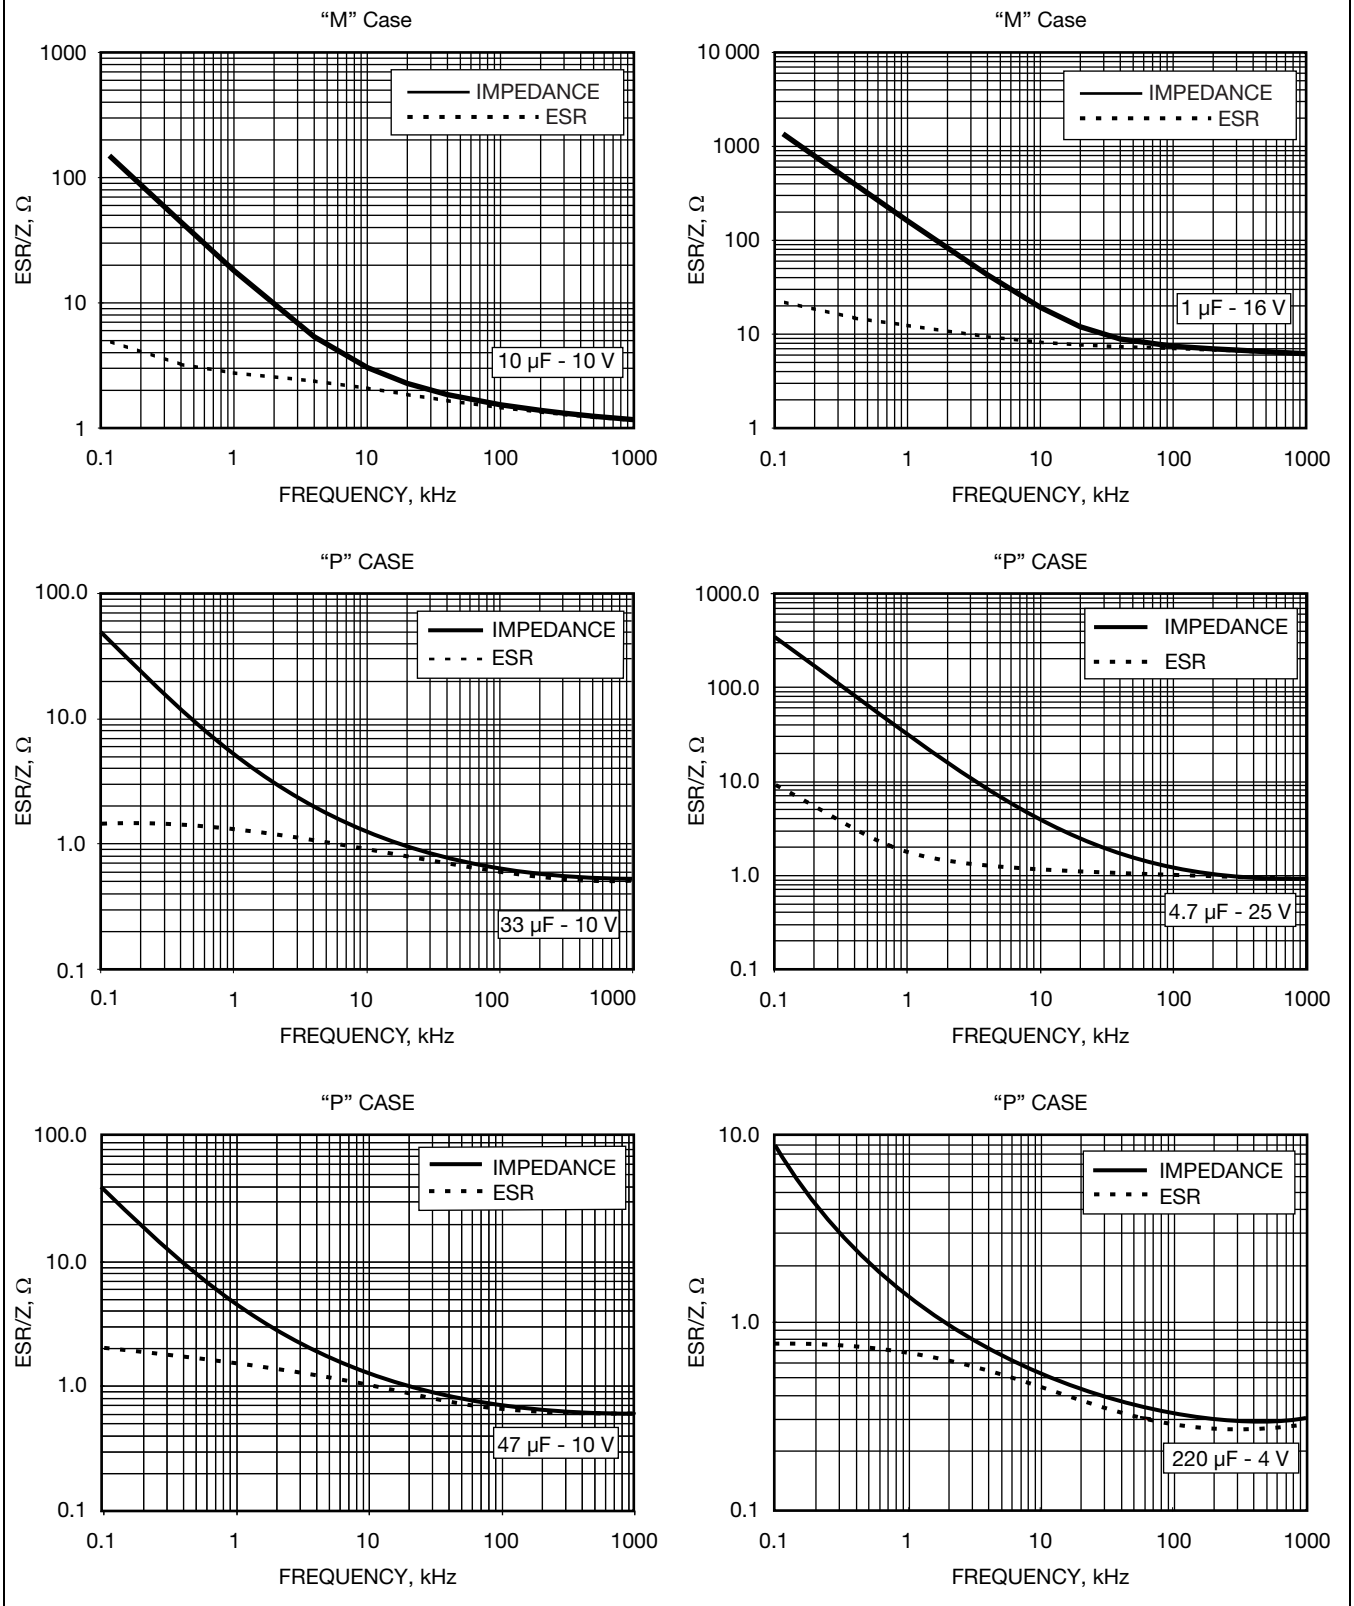 “M” Case
1000
100
10
1
ESR/Z, Ω
IMPEDANCE
ESR
10 µF - 10 V
0.1 1 10 100 1000
FREQUENCY, kHz
“M” Case
10 000
1000
100
10
1
ESR/Z, Ω
IMPEDANCE
ESR
1 µF - 16 V
0.1 1 10 100 1000
FREQUENCY, kHz
“P” CASE
100.0
10.0
1.0
0.1
ESR/Z, Ω
IMPEDANCE
ESR
33 µF - 10 V
0.1 1 10 100 1000
FREQUENCY, kHz
“P” CASE
1000.0
100.0
10.0
1.0
0.1
ESR/Z, Ω
IMPEDANCE
ESR
4.7 µF - 25 V
0.1 1 10 100 1000
FREQUENCY, kHz
“P” CASE
100.0
10.0
1.0
0.1
ESR/Z, Ω
IMPEDANCE
ESR
47 µF - 10 V
0.1 1 10 100 1000
FREQUENCY, kHz
“P” CASE
10.0
1.0
0.1
ESR/Z, Ω
IMPEDANCE
ESR
220 µF - 4 V
0.1 1 10 100 1000
FREQUENCY, kHz